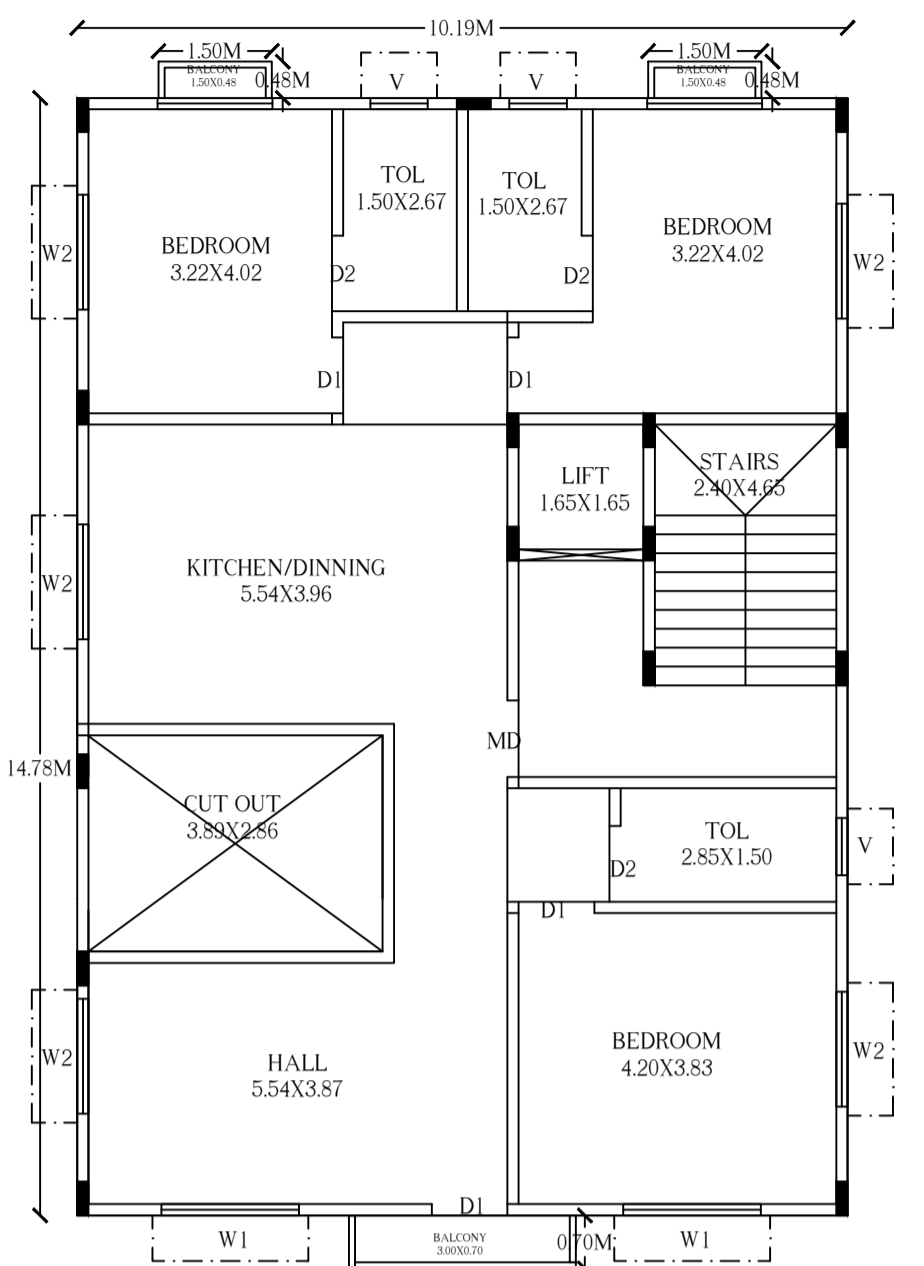 10.19M
1.50M
1.50M
BALCONY
1.50X0.48
0.48M
V
V
BALCONY
1.50X0.48
0.48M
TOL
1.50X2.67
TOL
1.50X2.67
BEDROOM
3.22X4.02
BEDROOM
3.22X4.02
W2
W2
D2
D2
D1
D1
LIFT
1.65X1.65
STAIRS
2.40X4.65
KITCHEN/DINNING
5.54X3.96
W2
MD
14.78M
CUT OUT
3.89X2.86
TOL
2.85X1.50
V
D2
D1
BEDROOM
4.20X3.83
W2
W2
HALL
5.54X3.87
D1
W1
BALCONY
3.00X0.70
0.70M
W1